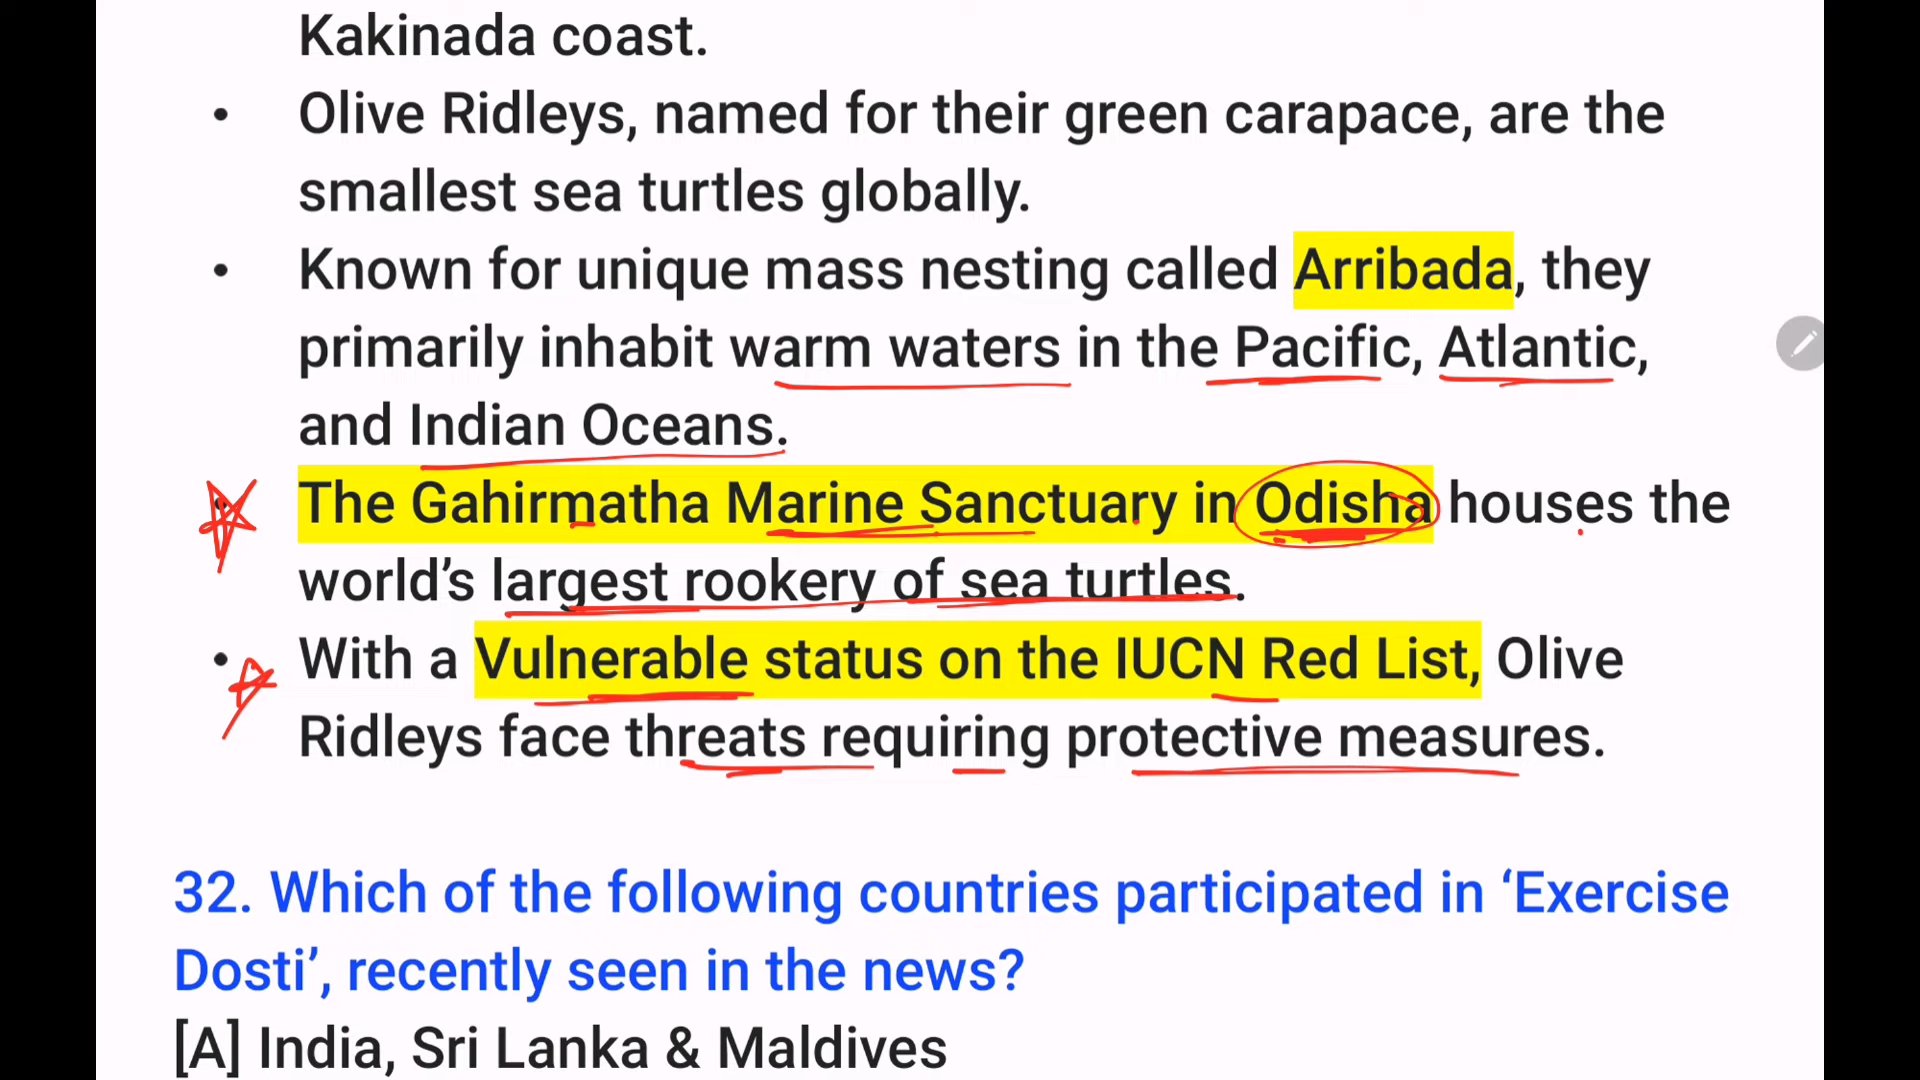 Kakinada coast.
• Olive Ridleys, named for their green carapace, are the
smallest sea turtles globally.
• Known for unique mass nesting called Arribada, they
primarily inhabit warm waters in the Pacific, Atlantic,
and Indian Oceans.
• The Gahirmatha Marine Sanctuary in Odisha houses the
world’s largest rookery of sea turtles.
• With a Vulnerable status on the IUCN Red List, Olive
Ridleys face threats requiring protective measures.
32. Which of the following countries participated in ‘Exercise
Dosti’, recently seen in the news?
[A] India, Sri Lanka & Maldives